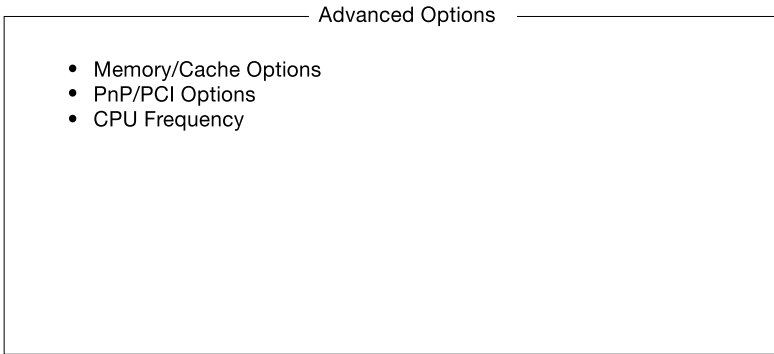 Advanced Options
• Memory/Cache Options
• PnP/PCI Options
• CPU Frequency